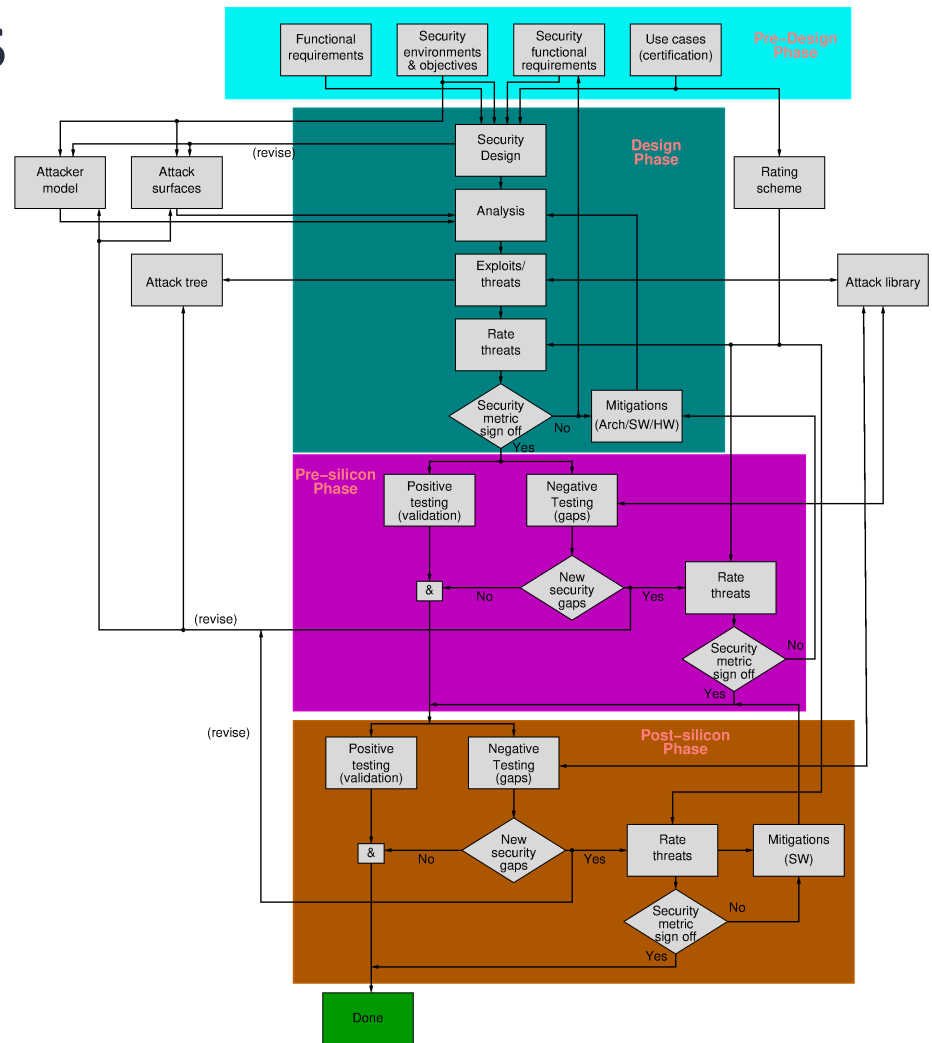 s
Functional
requirements
Security
environments
& objectives
Security
functional
requirements
Use cases
(certification)
Pre-Design
Phase
Security
Design
Design
Phase
(revise)
Attacker
model
Attack
surfaces
Rating
scheme
Analysis
Attack tree
Exploits/
threats
Attack library
Rate
threats
Security
metric
sign off
No
Yes
Mitigations
(Arch/SW/HW)
Pre-silicon
Phase
Positive
testing
(validation)
Negative
Testing
(gaps)
&
No
New
security
gaps
Yes
Rate
threats
(revise)
Security
metric
sign off
No
Yes
(revise)
Post-silicon
Phase
Positive
testing
(validation)
Negative
Testing
(gaps)
&
No
New
security
gaps
Yes
Rate
threats
Mitigations
(SW)
Security
metric
sign off
No
Yes
Done